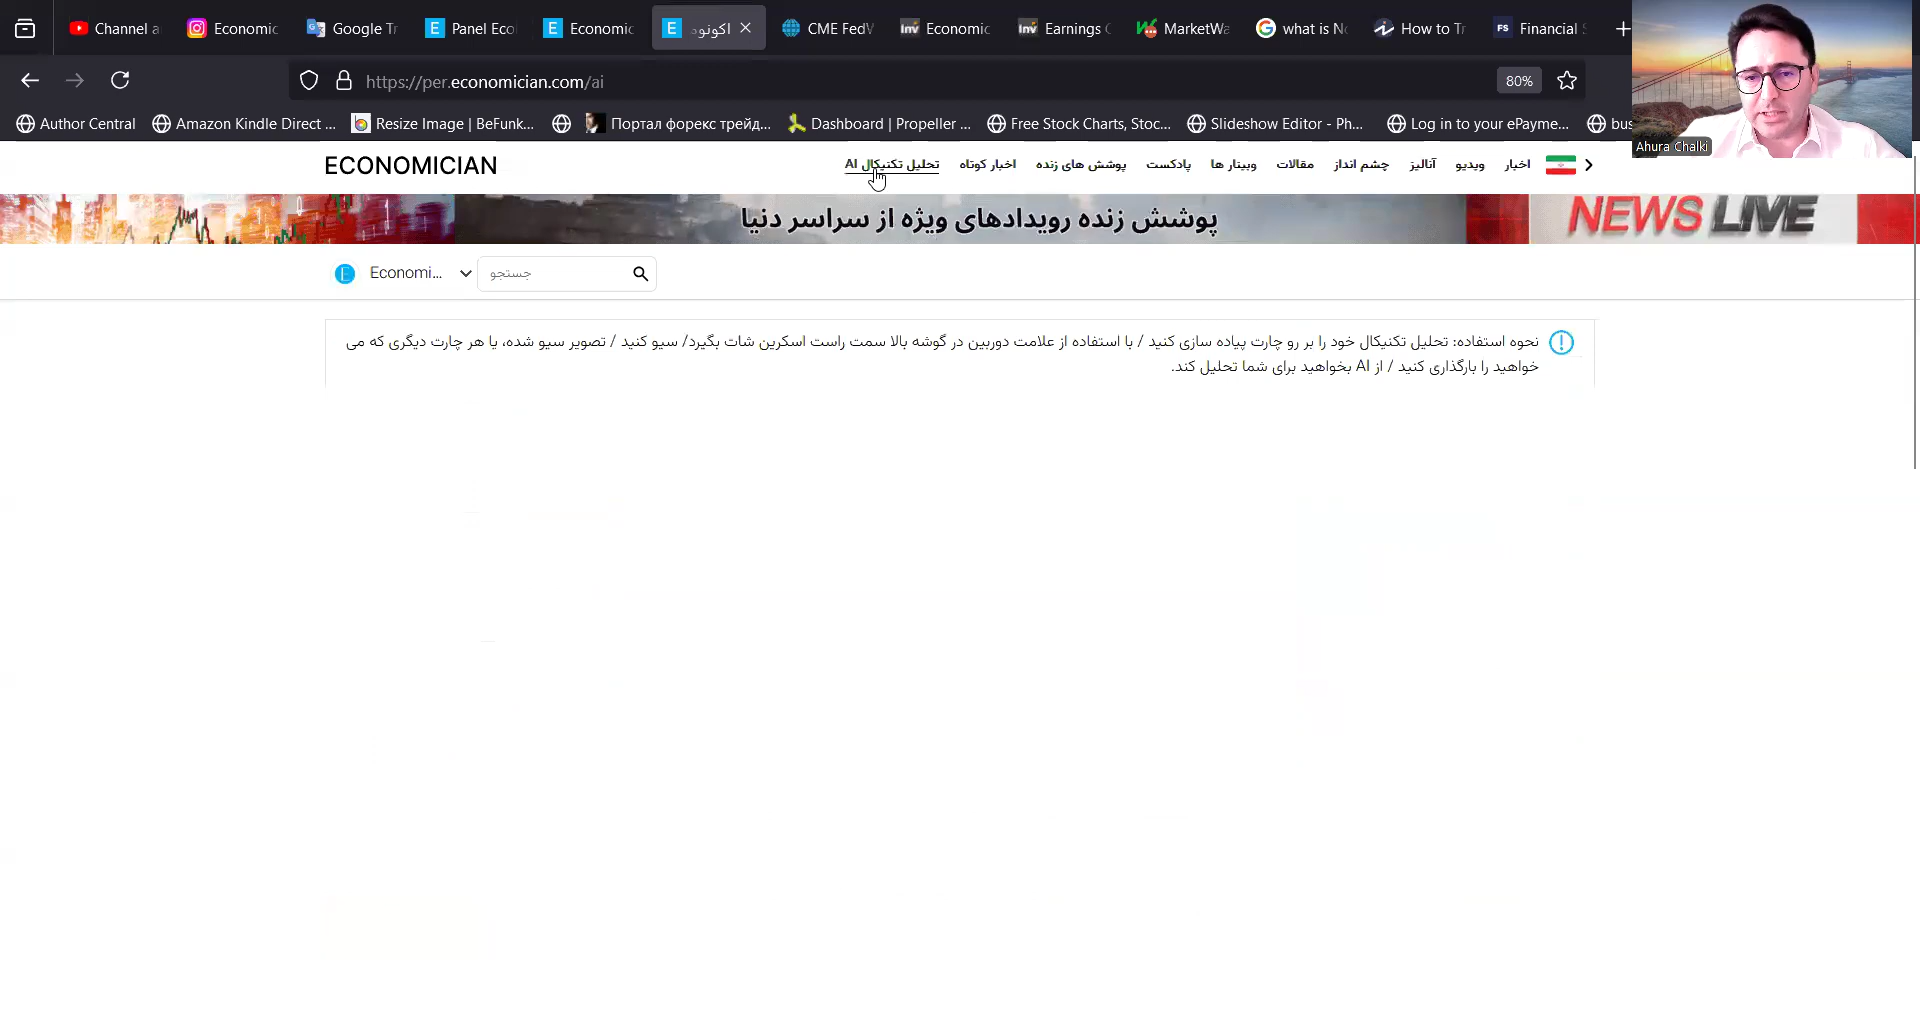 Channel a
Economic
Google Tr
Panel Eco
Economic
اکونوه
CME FedW
Economic
Earnings C
MarketWa
what is No
How to Tr
Financial S
https://per.economician.com/ai
80%
Author Central
Amazon Kindle Direct ...
Resize Image | BeFunk...
Портал форекс трейд...
Dashboard | Propeller ...
Free Stock Charts, Stoc...
Slideshow Editor - Ph...
Log in to your ePayme...
bus
Ahura Chalki
ECONOMICIAN
اخبار
ویدیو
آنالیز
چشم انداز
مقالات
وبینار ها
پادکست
پوشش های زنده
اخبار کوتاه
تحلیل تکنیکال AI
پوشش زنده رویدادهای ویژه از سراسر دنیا
NEWS LIVE
Economi...
جستجو
نحوه استفاده: تحلیل تکنیکال خود را بر رو چارت پیاده سازی کنید / با استفاده از علامت دوربین در گوشه بالا سمت راست اسکرین شات بگیرد/ سیو کنید / تصویر سیو شده، یا هر چارت دیگری که می
خواهید را بارگذاری کنید / از AI بخواهید برای شما تحلیل کند.